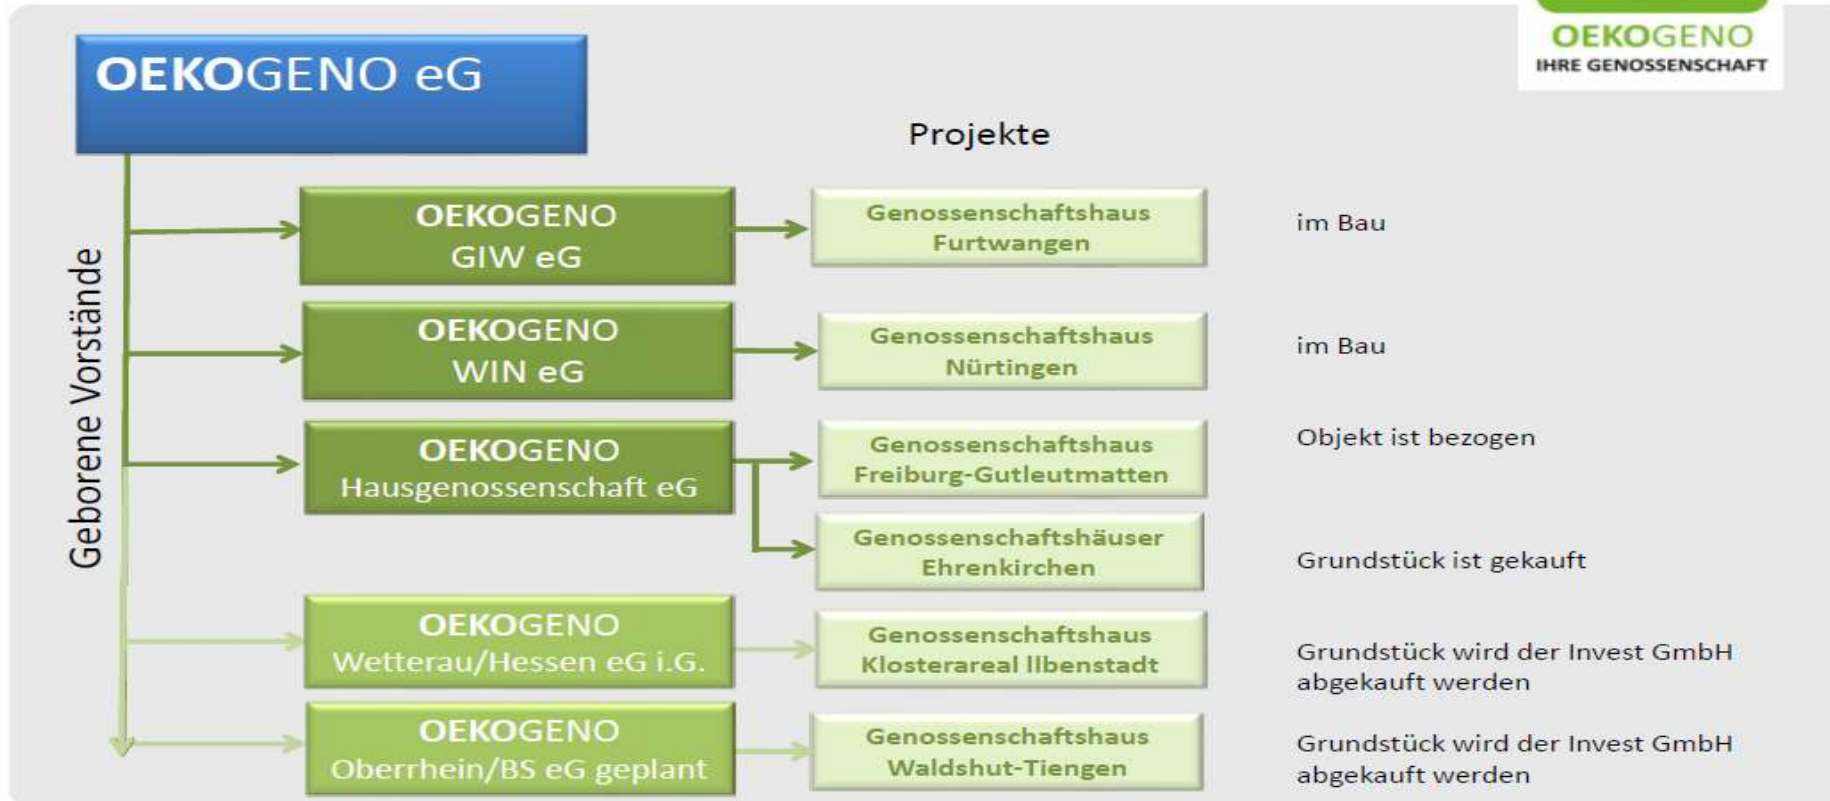 OEKOGENO eG
OEKOGENO
IHRE GENOSSENSCHAFT
Projekte
Geborene Vorstände
OEKOGENO
GIW eG
Genossenschaftshaus
Furtwangen
im Bau
OEKOGENO
WIN eG
Genossenschaftshaus
Nürtingen
im Bau
OEKOGENO
Hausgenossenschaft eG
Genossenschaftshaus
Freiburg-Gutleutmatten
Objekt ist bezogen
Genossenschaftshäuser
Ehrenkirchen
Grundstück ist gekauft
OEKOGENO
Wetterau/Hessen eG i.G.
Genossenschaftshaus
Klosterareal Ilbenstadt
Grundstück wird der Invest GmbH
abgekauft werden
OEKOGENO
Oberrhein/BS eG geplant
Genossenschaftshaus
Waldshut-Tiengen
Grundstück wird der Invest GmbH
abgekauft werden